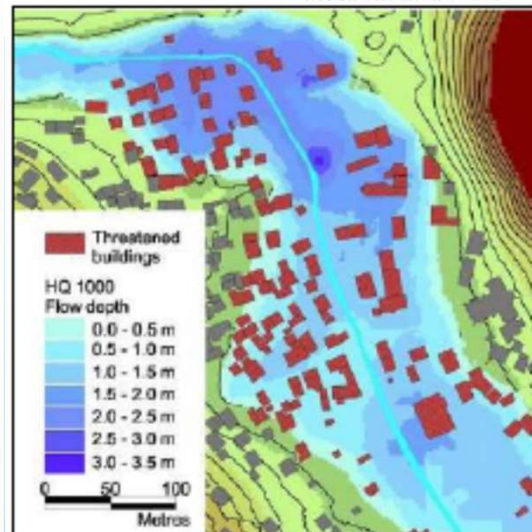 Threatened
buildings
HQ 1000
Flow depth
0.0 - 0.5 m
0.5 - 1.0 m
1.0 - 1.5 m
1.5 - 2.0 m
2.0 - 2.5 m
2.5 - 3.0 m
3.0 - 3.5 m
0 50 100
Metres